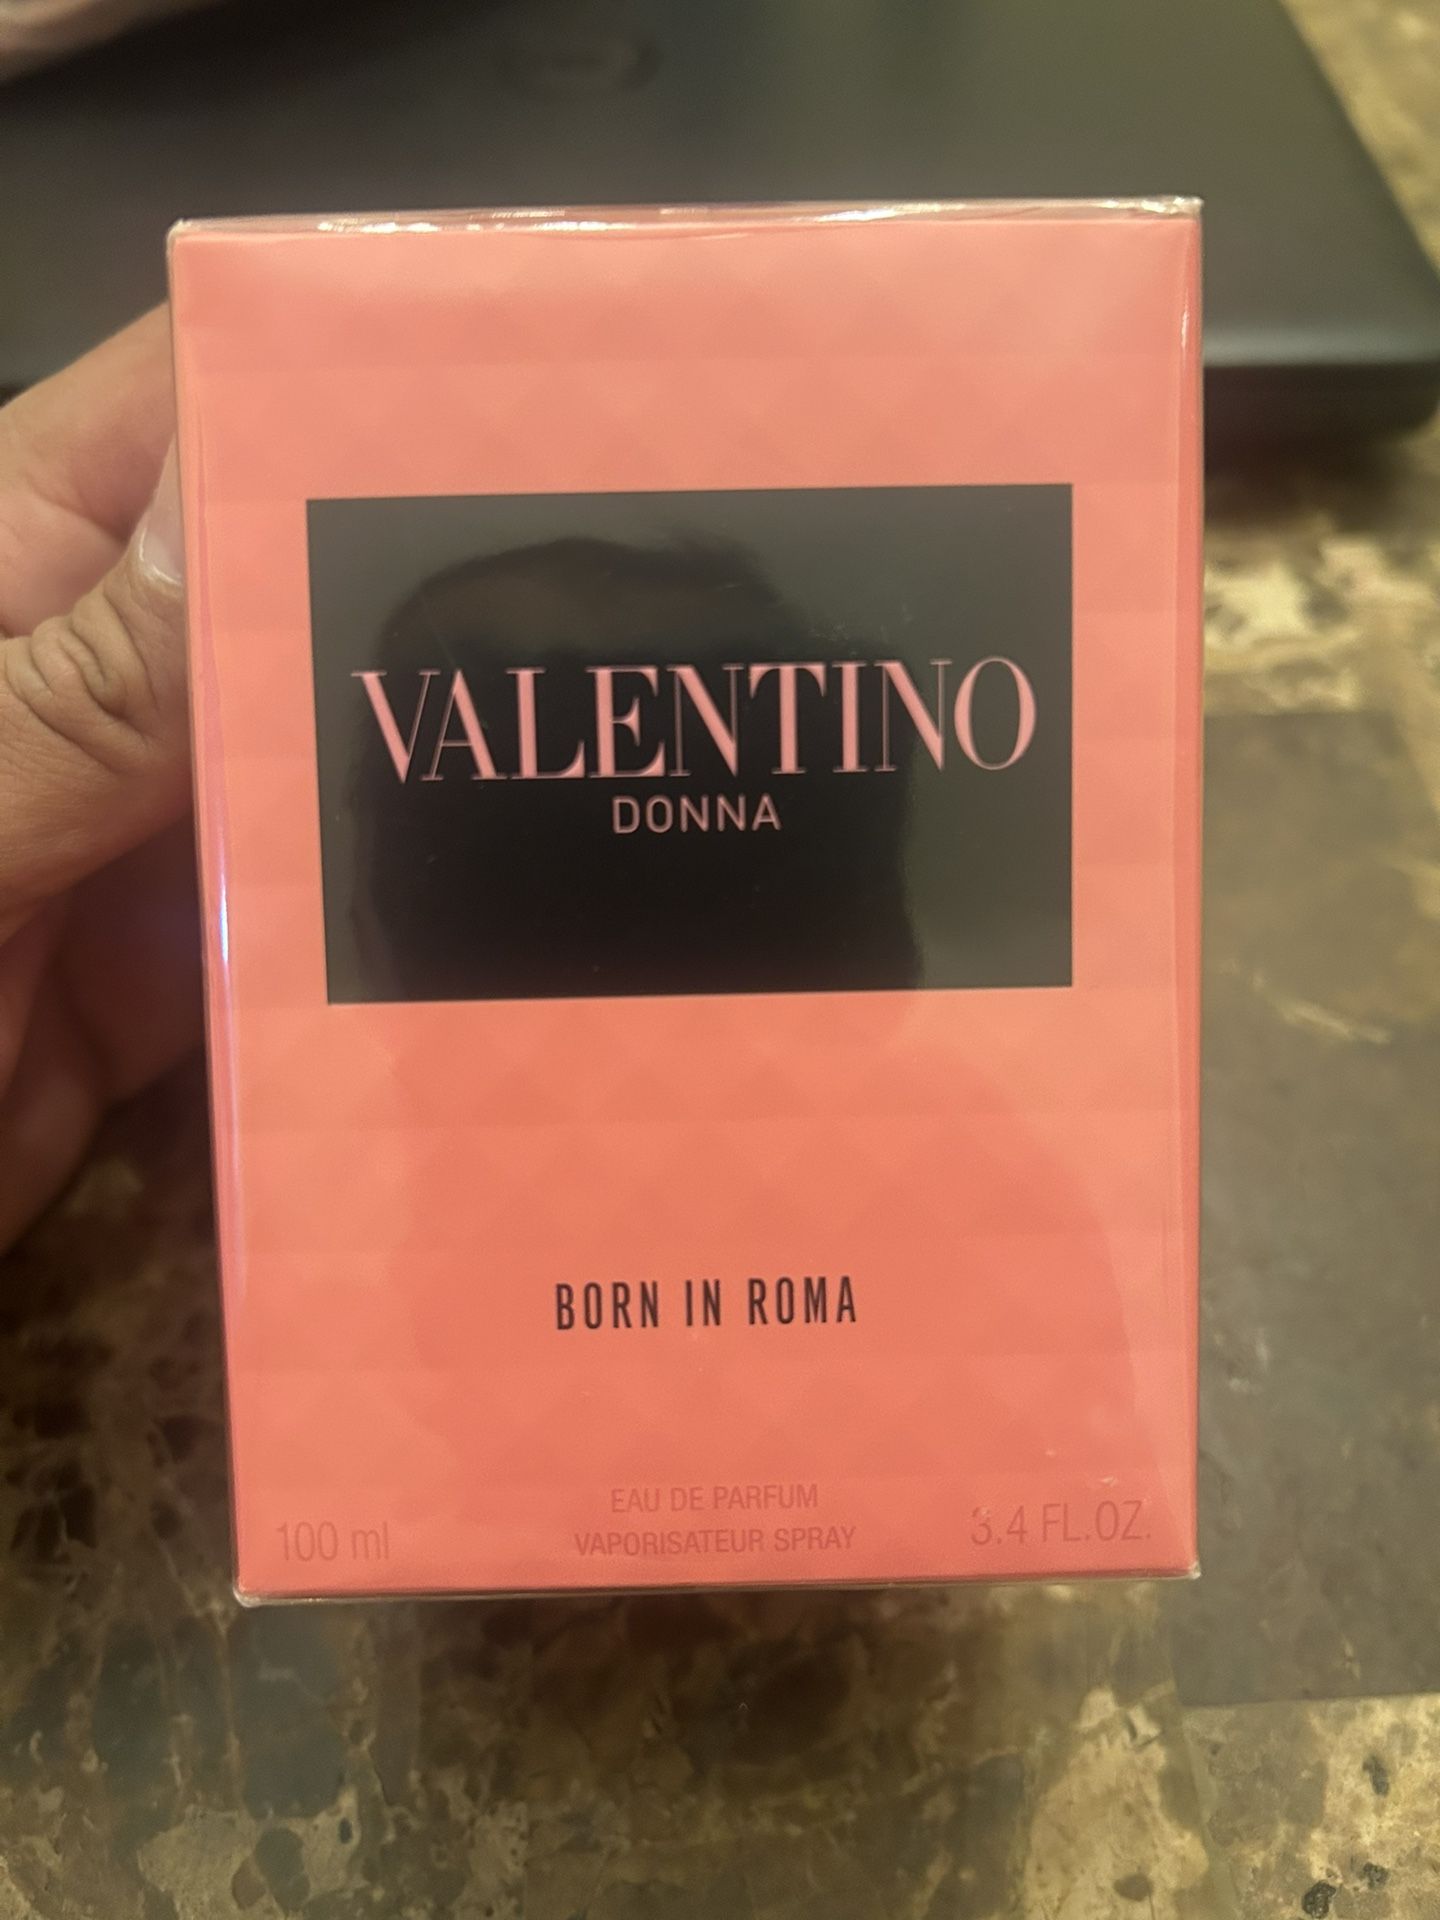 VALENTINO
DONNA
BORN IN ROMA
EAU DE PARFUM
100 ml VAPORISATEUR SPRAY 3.4 FL.OZ.